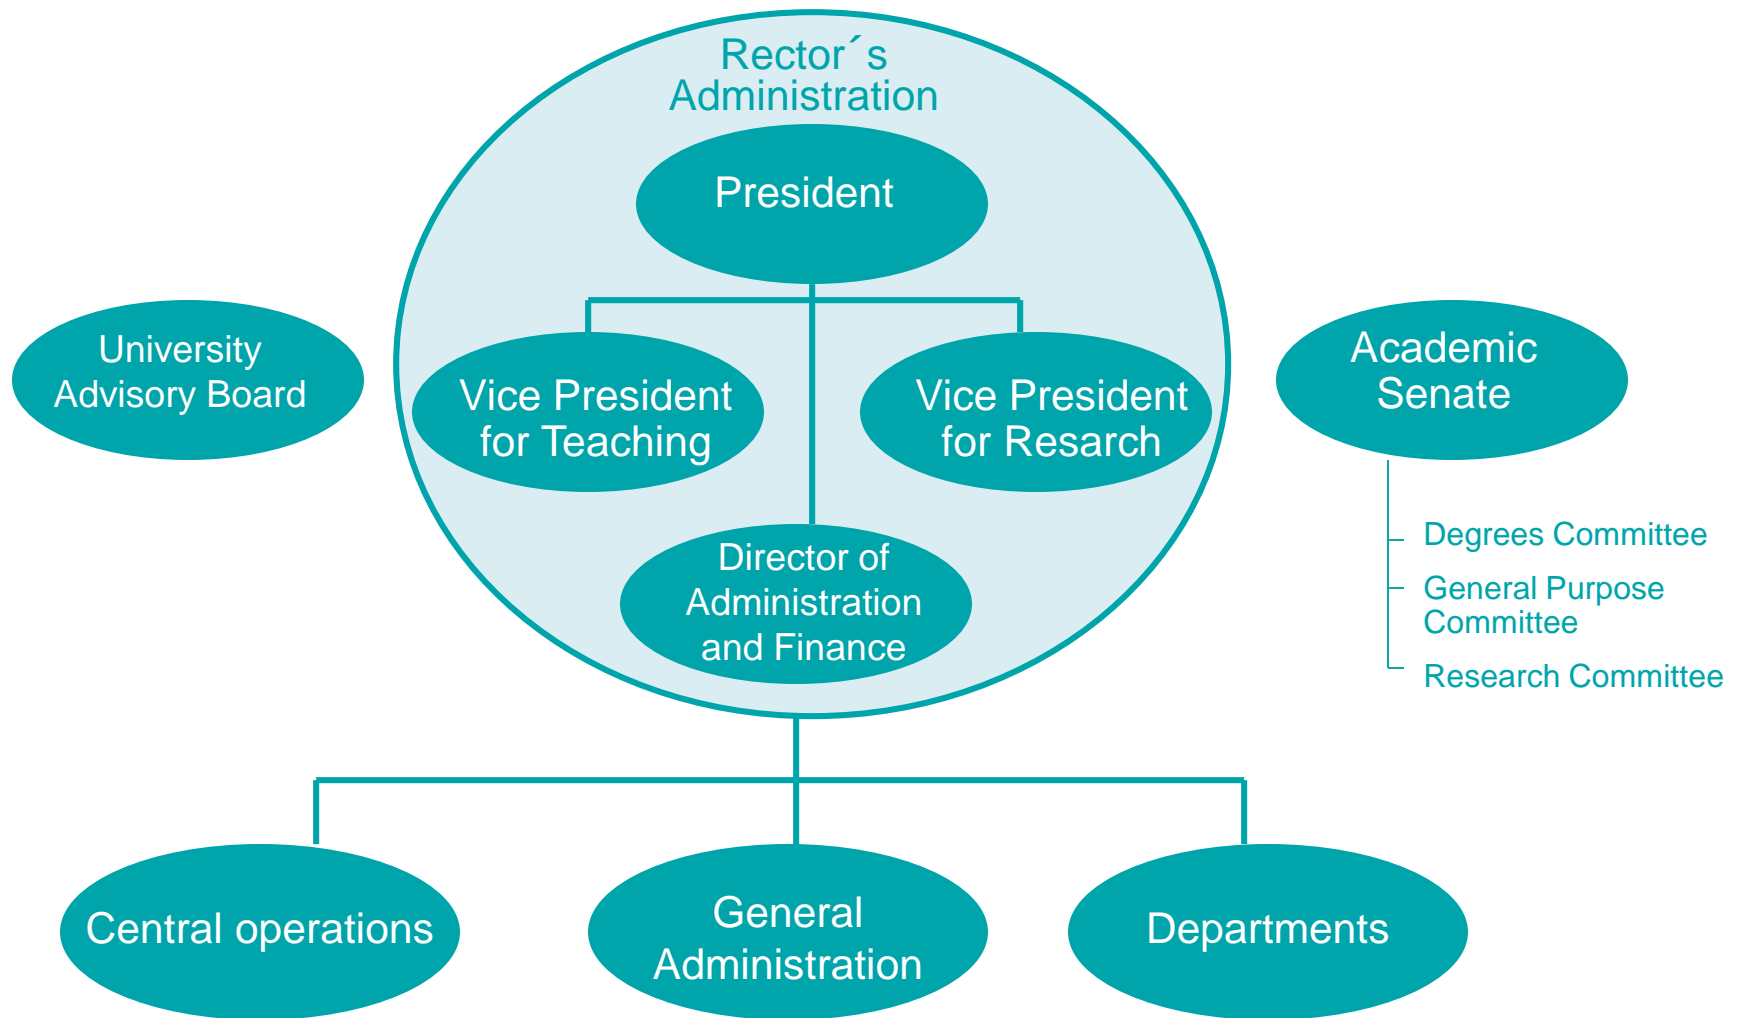 Rector´s
Administration
President
University
Advisory Board
Vice President
for Teaching
Vice President
for Resarch
Academic
Senate
Director of
Administration
and Finance
Degrees Committee
General Purpose
Committee
Research Committee
Central operations
General
Administration
Departments